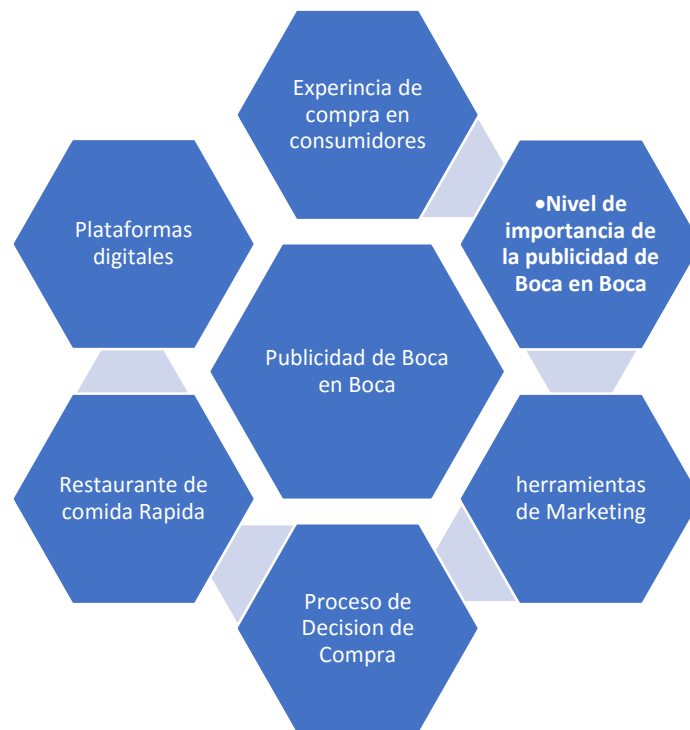 Experincia de
compra en
consumidores
•Nivel de
importancia de
la publicidad de
Boca en Boca
Plataformas
digitales
Publicidad de Boca
en Boca
Restaurante de
comida Rapida
herramientas
de Marketing
Proceso de
Decision de
Compra